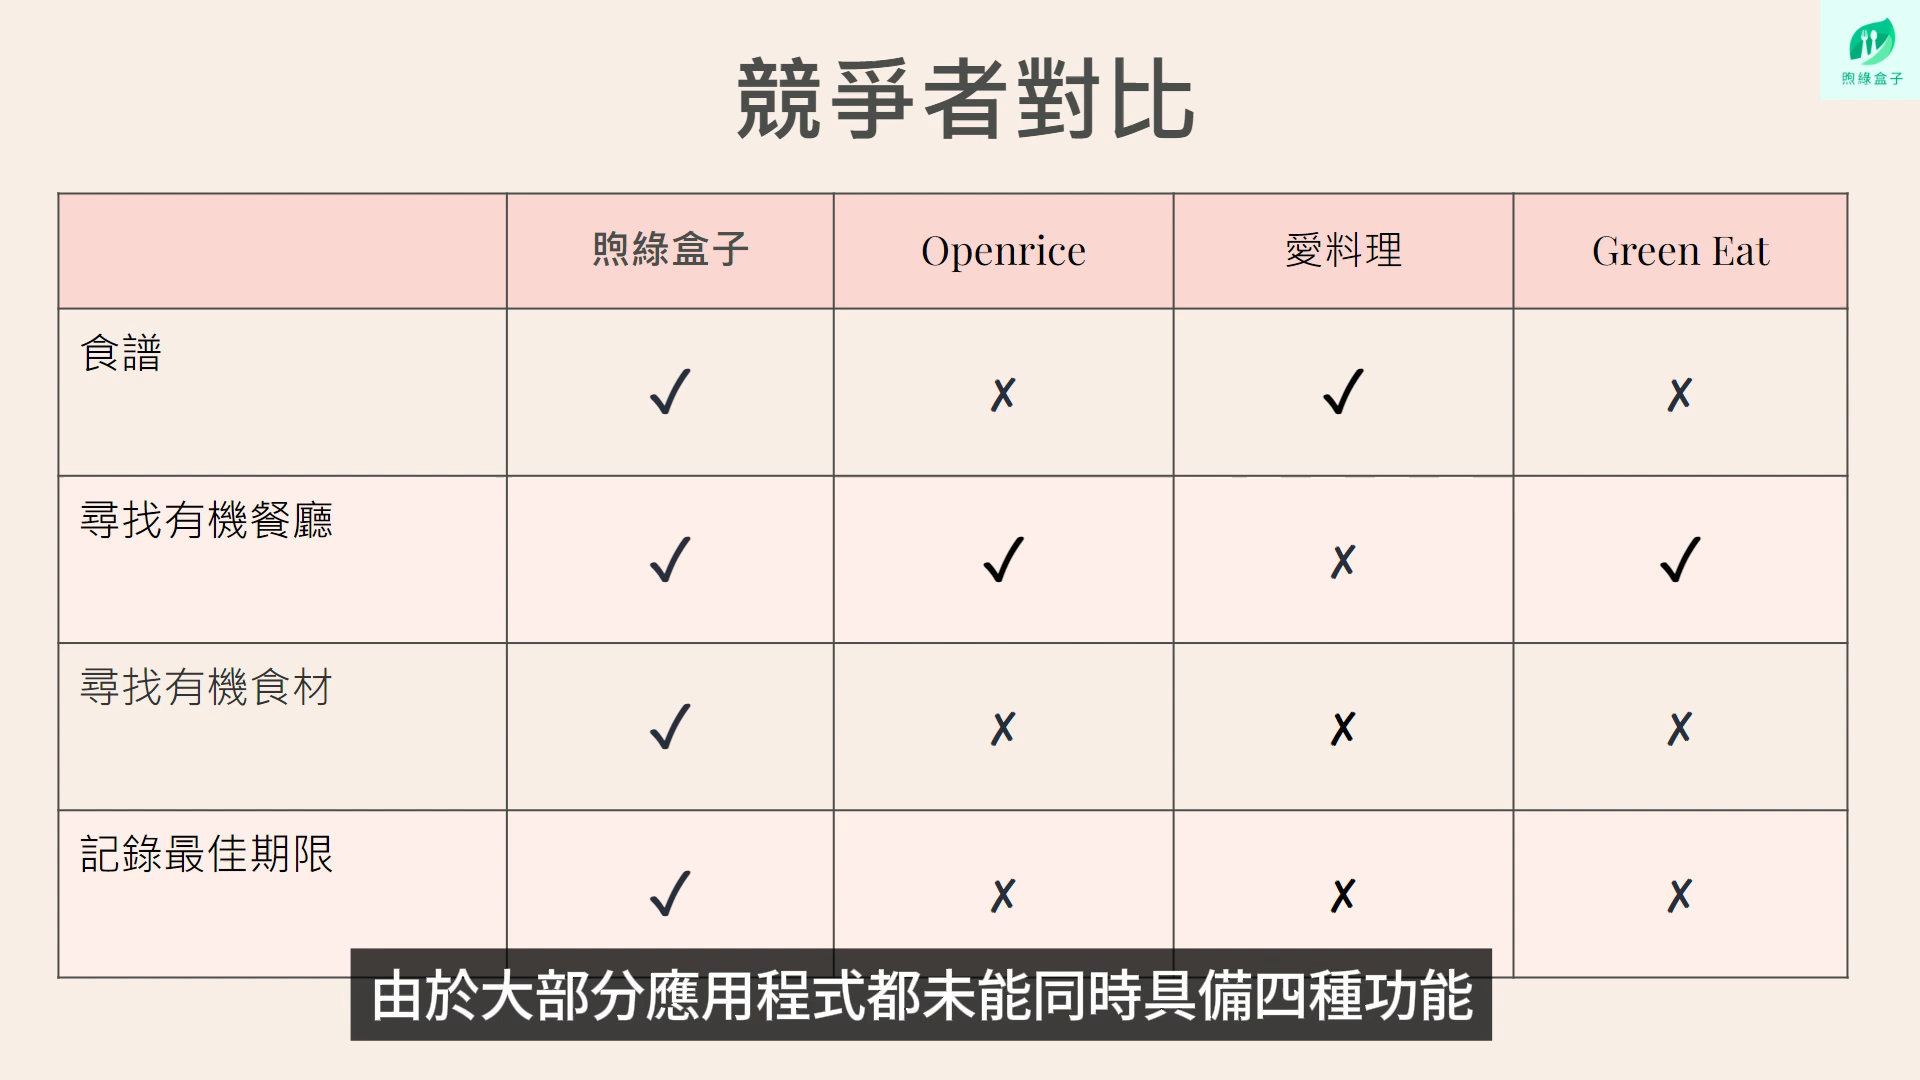 煦綠盒子
競爭者對比
煦綠盒子 Openrice 愛料理 Green Eat
食譜 ✓ ✗ ✓ ✗
尋找有機餐廳 ✓ ✓ ✗ ✓
尋找有機食材 ✓ ✗ ✗ ✗
記錄最佳期限 ✓ ✗ ✗ ✗
由於大部分應用程式都未能同時具備四種功能